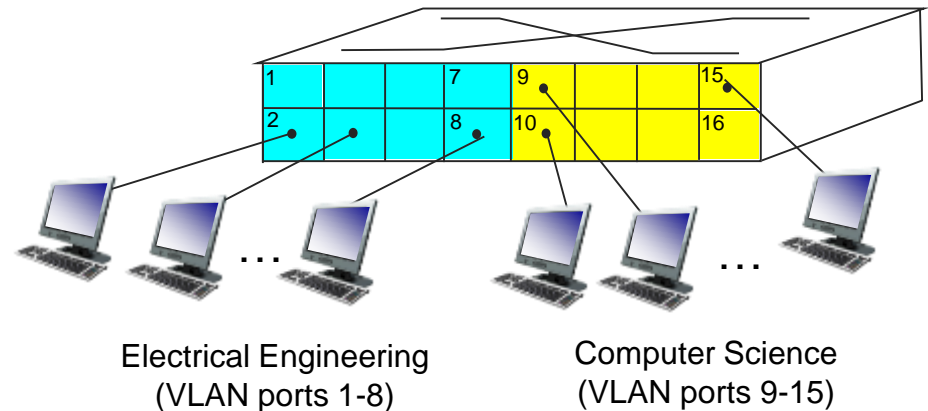 1 7 9 15
2 8 10 16
... ...
Electrical Engineering
(VLAN ports 1-8)
Computer Science
(VLAN ports 9-15)